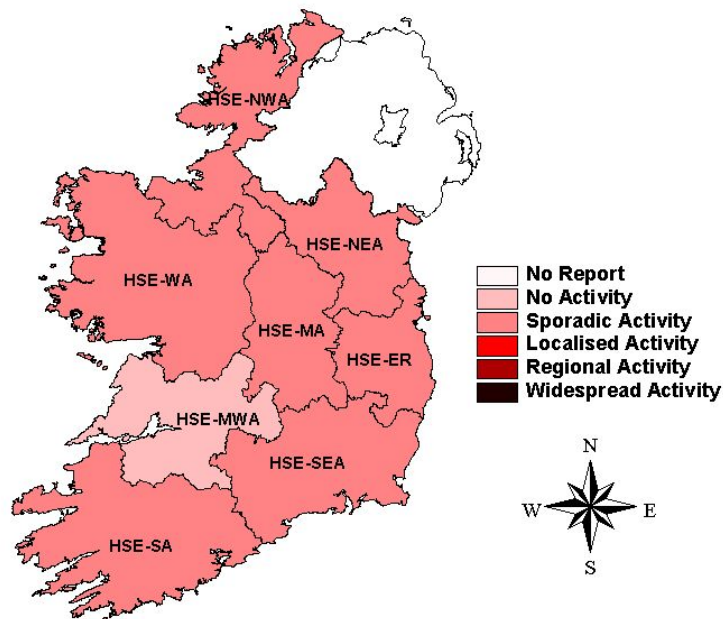 HSE-NWA
HSE-NEA
HSE-WA
HSE-MA
HSE-ER
HSE-MWA
HSE-SEA
HSE-SA
No Report
No Activity
Sporadic Activity
Localised Activity
Regional Activity
Widespread Activity
N
W E
S